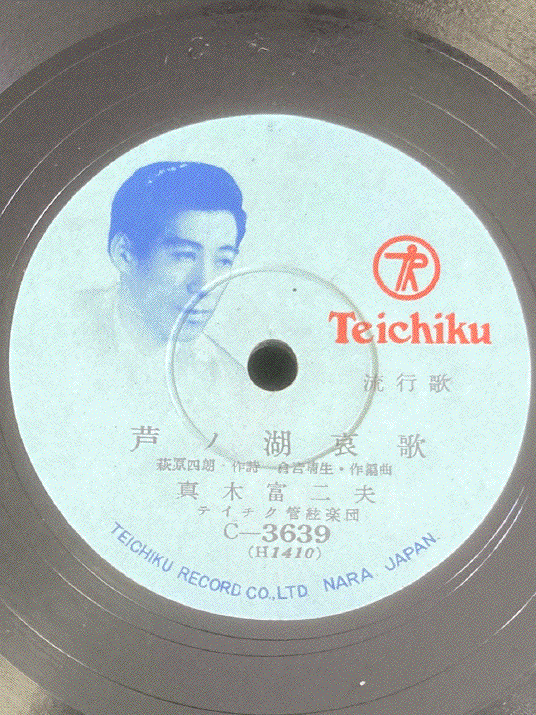 Teichiku
流行歌
芦ノ湖哀歌
萩原四朗・作詩 倉若晴生・作編曲
真木富二夫
テイチク管絃楽団
C—3639
(H1410)
TEICHIKU RECORD CO.,LTD. NARA JAPAN.